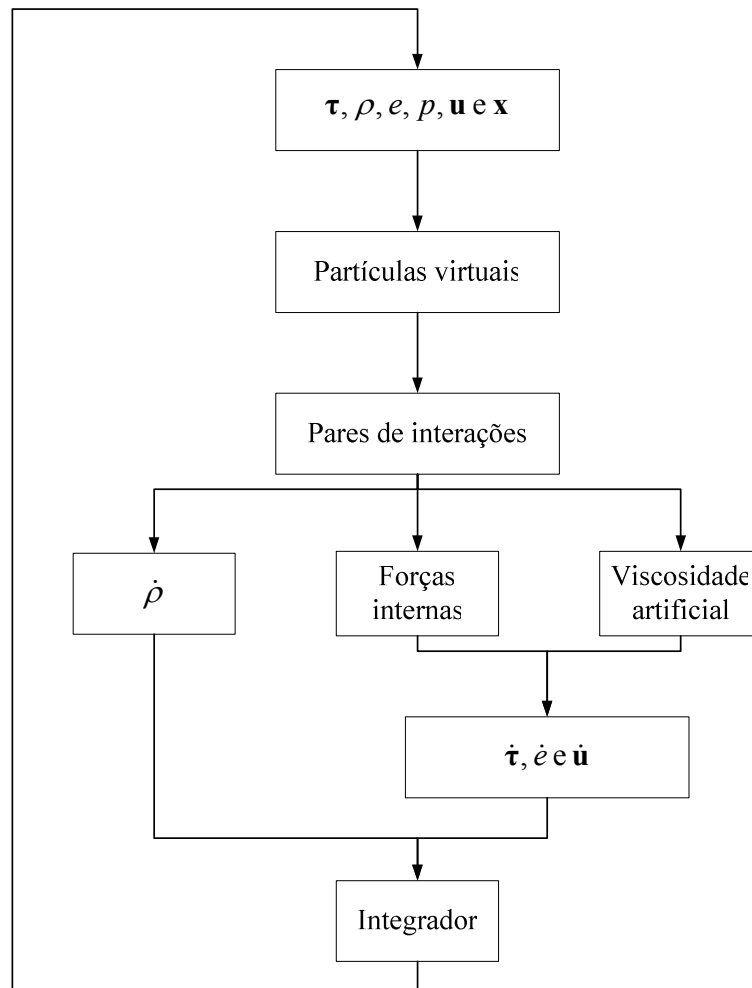 𝛕, ρ, e, p, 𝐮 e 𝐱
Partículas virtuais
Pares de interações
ρ̇
Forças
internas
Viscosidade
artificial
𝛕̇, ė e 𝐮̇
Integrador